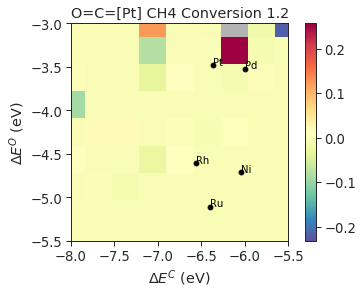 O=C=[Pt] CH4 Conversion 1.2
−3.0
−3.5
−4.0
−4.5
−5.0
−5.5
ΔE^O (eV)
Pt
Pd
Rh
Ni
Ru
−8.0 −7.5 −7.0 −6.5 −6.0 −5.5
ΔE^C (eV)
0.2
0.1
0.0
−0.1
−0.2